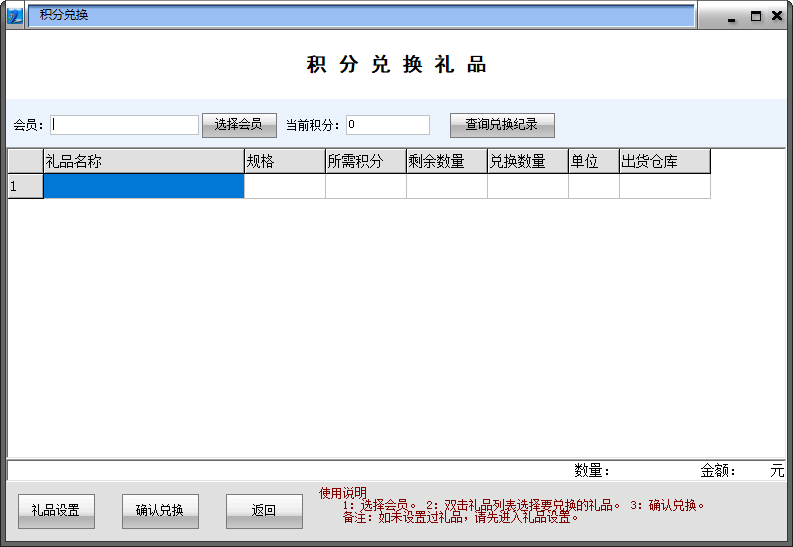 积分兑换
积 分 兑 换 礼 品
会员： 选择会员 当前积分： 0 查询兑换纪录
礼品名称 规格 所需积分 剩余数量 兑换数量 单位 出货仓库
1
数量： 金额： 元
礼品设置 确认兑换 返回
使用说明
1：选择会员。 2：双击礼品列表选择要兑换的礼品。 3：确认兑换。
备注：如未设置过礼品，请先进入礼品设置。